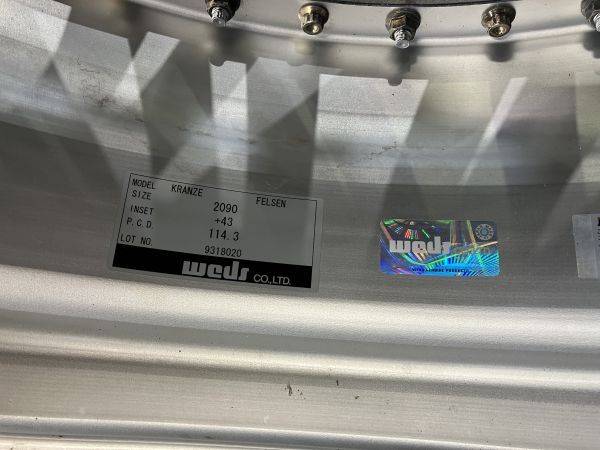 MODEL KRANZE FELSEN
SIZE 2090
INSET +43
P.C.D 114.3
LOT NO. 9318020
weds CO.,LTD.
weds